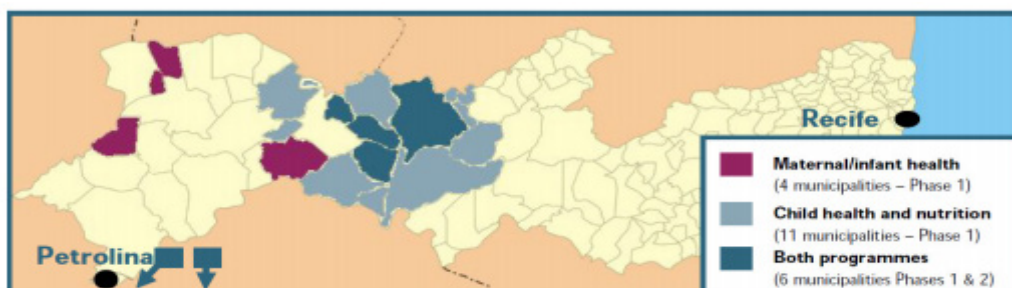 Recife
Maternal/infant health
(4 municipalities – Phase 1)
Child health and nutrition
(11 municipalities – Phase 1)
Both programmes
(6 municipalities Phases 1 & 2)
Petrolina